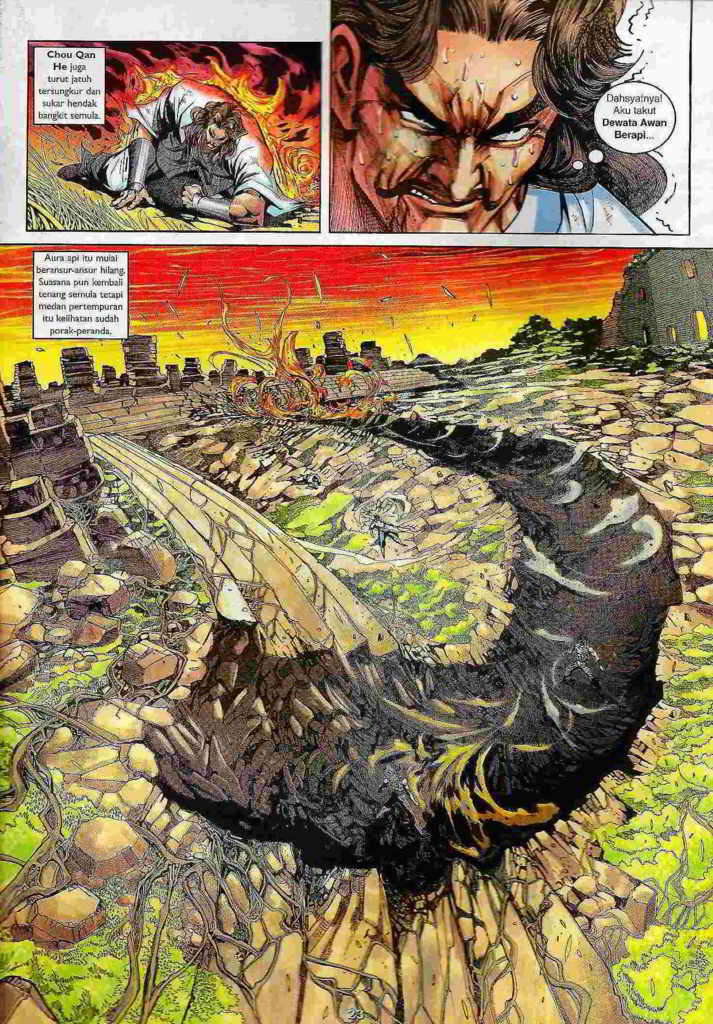 Chou Qan
He juga
turut jatuh
tersungkur dan
sukar hendak
bangkit semula.
Dahsyatnya!
Aku takut
Dewata Awan
Berapi...
Aura api itu mulai
beransur-ansur hilang.
Suasana pun kembali
tenang semula tetapi
medan pertempuran
itu kelihatan sudah
porak-peranda.
23